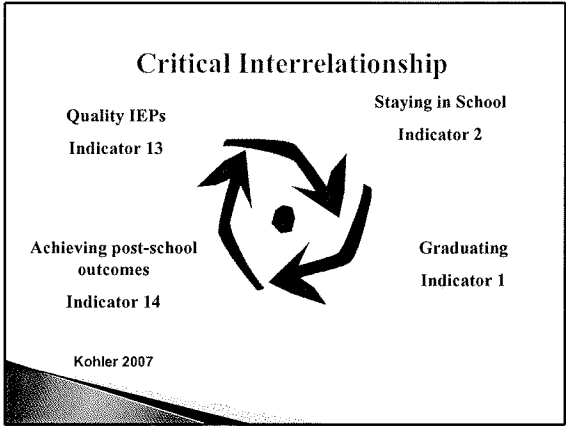 Critical Interrelationship
Quality IEPs
Indicator 13
Staying in School
Indicator 2
Achieving post-school
outcomes
Indicator 14
Graduating
Indicator 1
Kohler 2007